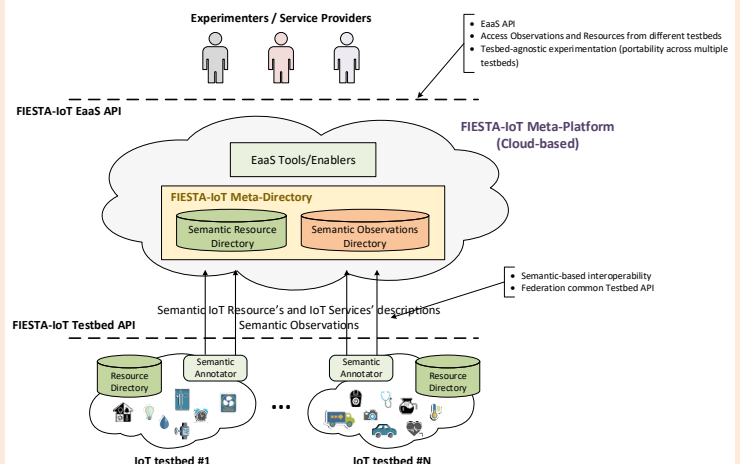 Experimenters / Service Providers
• EaaS API
• Access Observations and Resources from different testbeds
• Tesbed-agnostic experimentation (portability across multiple
testbeds)
FIESTA-IoT EaaS API
FIESTA-IoT Meta-Platform
(Cloud-based)
EaaS Tools/Enablers
FIESTA-IoT Meta-Directory
Semantic Resource
Directory
Semantic Observations
Directory
• Semantic-based interoperability
• Federation common Testbed API
Semantic IoT Resource's and IoT Services' descriptions
Semantic Observations
FIESTA-IoT Testbed API
Resource
Directory
Semantic
Annotator
...
Semantic
Annotator
Resource
Directory
IoT testbed #1
IoT testbed #N